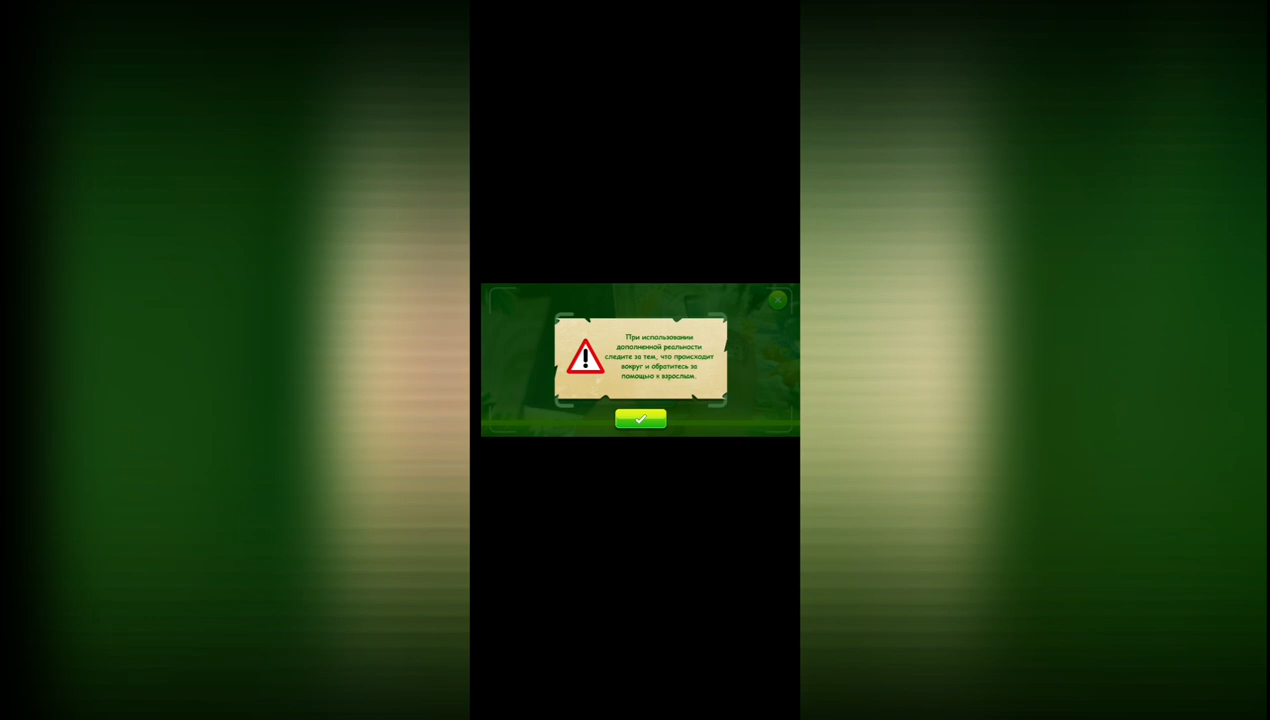 При использовании
дополненной реальности
следите за тем, что происходит
вокруг и обратитесь за
помощью к взрослым.